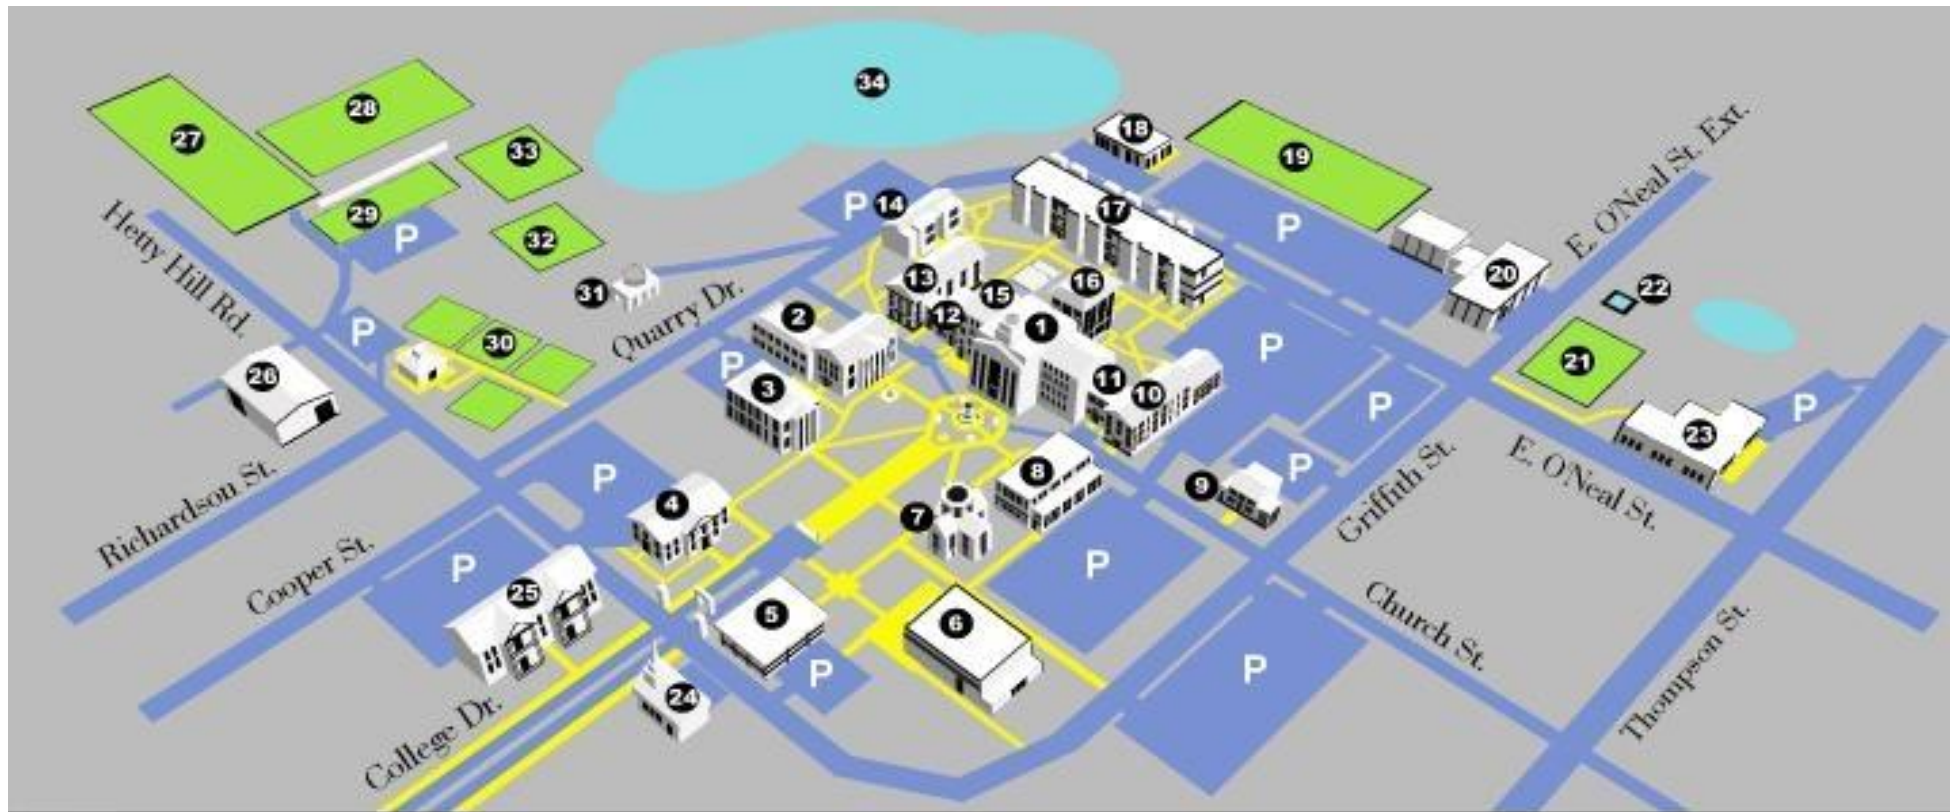 34
28
27
33
18
19
E. O'Neal St. Ext.
29
P
32
P
14
17
P
Hetty Hill Rd.
31
13
15
16
20
22
30
P
Quarry Dr.
2
12
1
P
21
26
P
3
11
10
P
P
23
Richardson St.
P
4
8
9
P
Griffith St.
E. O'Neal St.
7
Cooper St.
P
25
P
5
6
Church St.
P
P
24
College Dr.
Thompson St.